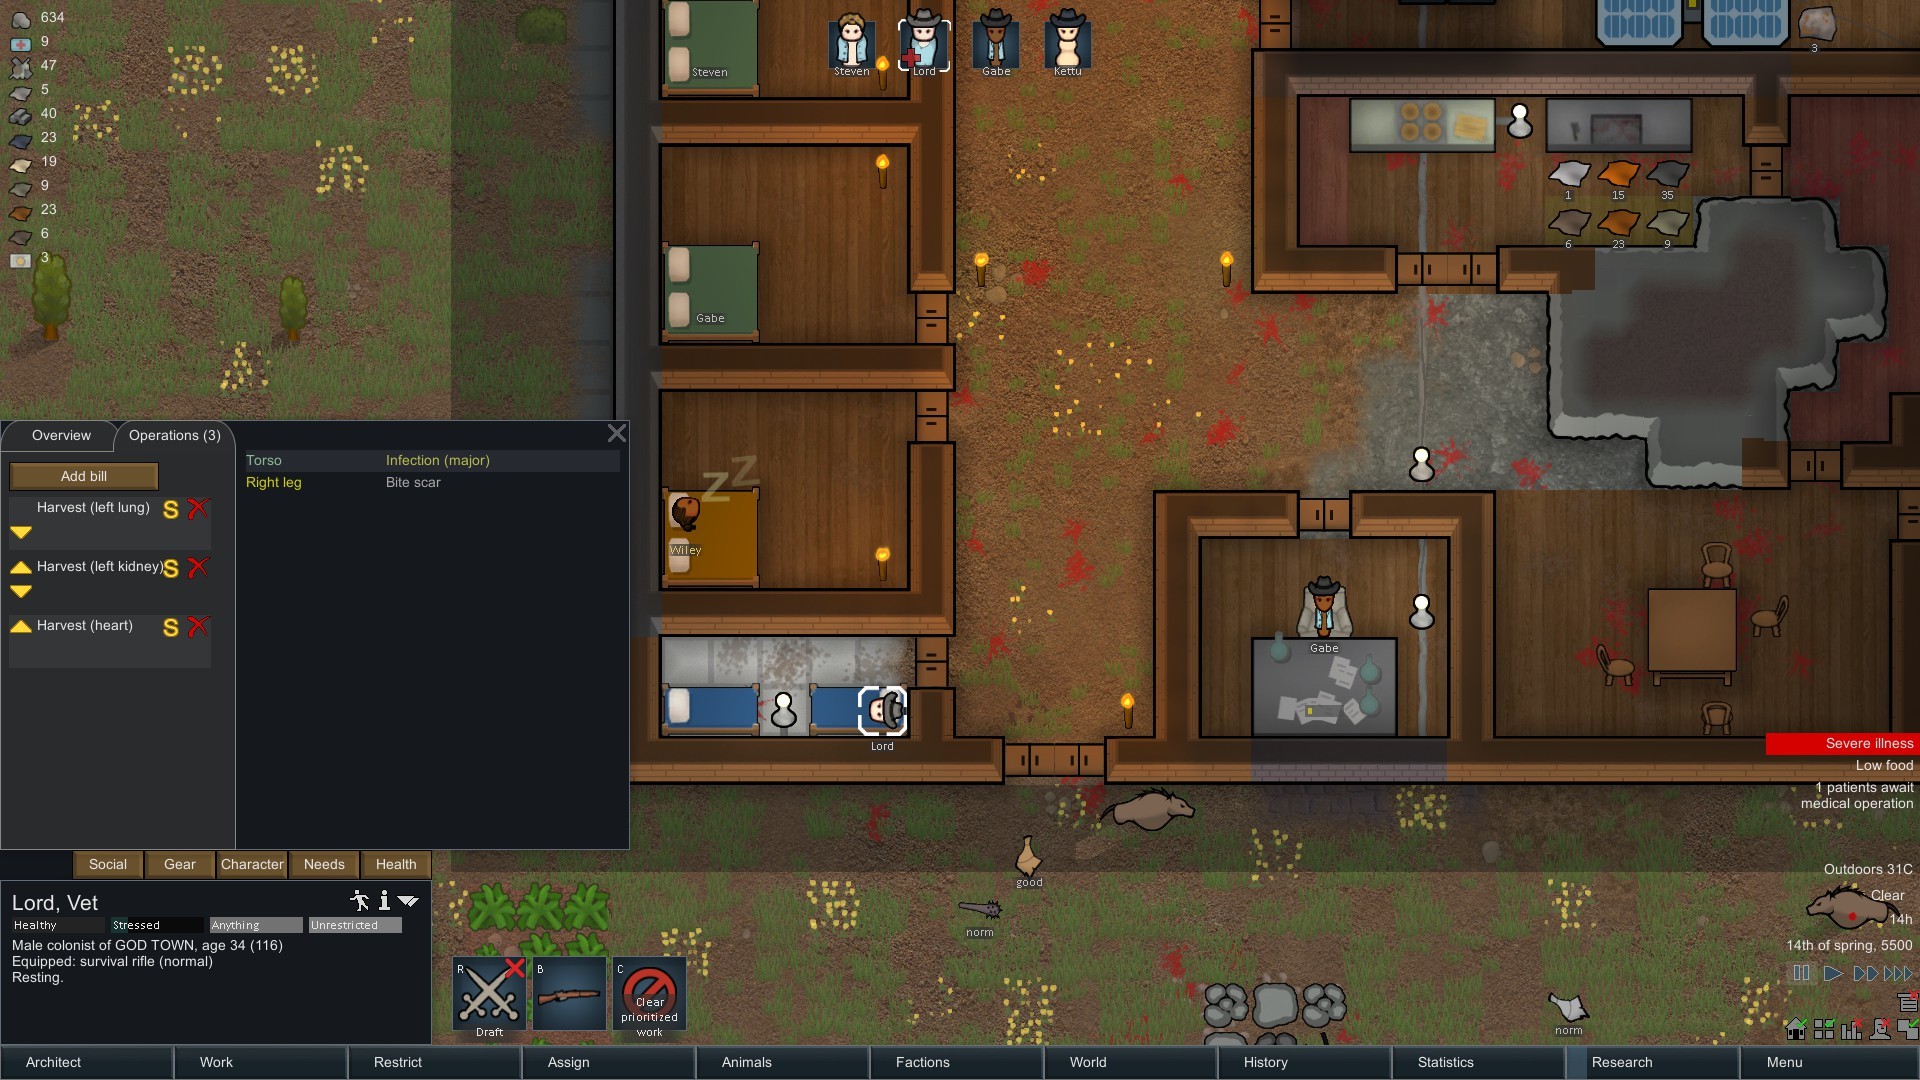 634
9
47
5
40
23
19
9
23
6
3
Steven
Steven
Lord
Gabe
Kettu
3
1
15
35
6
23
9
Gabe
Overview
Operations (3)
Add bill
Harvest (left lung)
S
Harvest (left kidney)
S
Harvest (heart)
S
Torso
Infection (major)
Right leg
Bite scar
ZZ
Wiley
Gabe
Lord
Severe illness
Low food
1 patients await
medical operation
Social
Gear
Character
Needs
Health
good
norm
norm
Outdoors 31C
Clear
14h
14th of spring, 5500
Lord, Vet
Healthy
Stressed
Anything
Unrestricted
Male colonist of GOD TOWN, age 34 (116)
Equipped: survival rifle (normal)
Resting.
R
Draft
B
C
Clear
prioritized
work
Architect
Work
Restrict
Assign
Animals
Factions
World
History
Statistics
Research
Menu